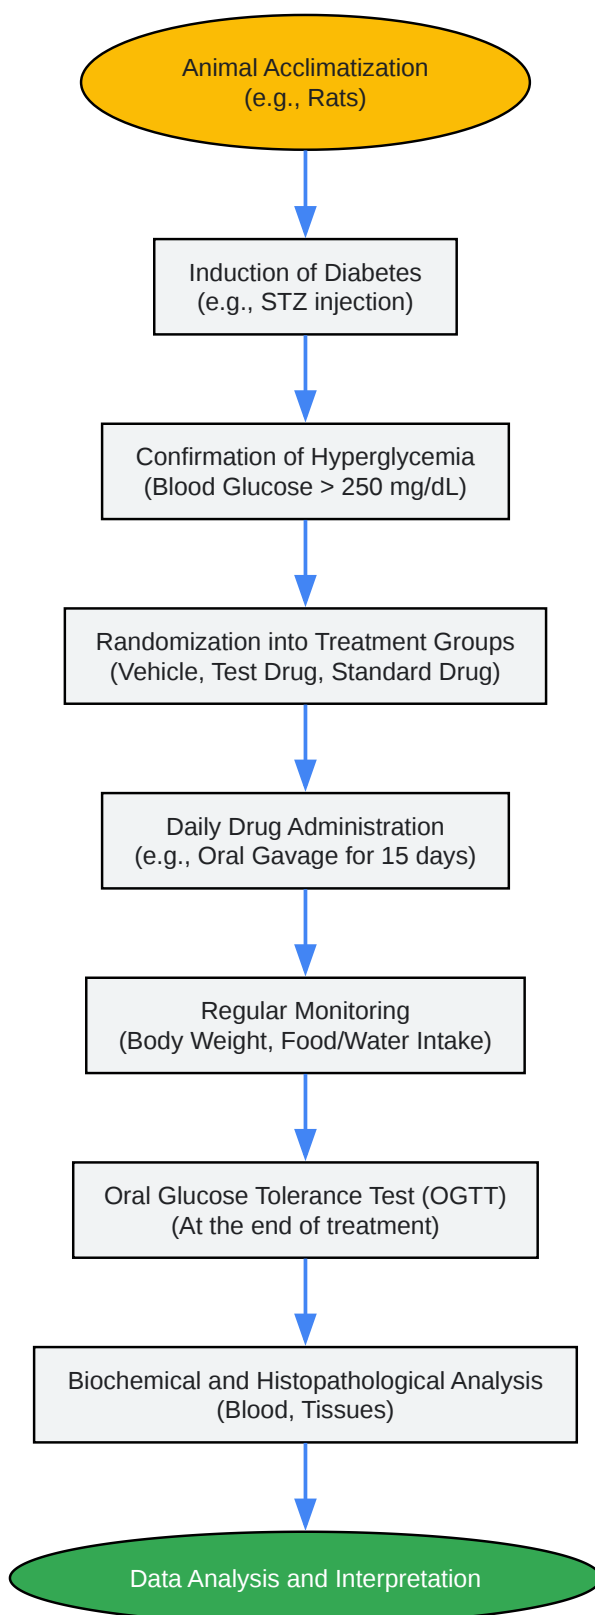 Animal Acclimatization
(e.g., Rats)
Induction of Diabetes
(e.g., STZ injection)
Confirmation of Hyperglycemia
(Blood Glucose > 250 mg/dL)
Randomization into Treatment Groups
(Vehicle, Test Drug, Standard Drug)
Daily Drug Administration
(e.g., Oral Gavage for 15 days)
Regular Monitoring
(Body Weight, Food/Water Intake)
Oral Glucose Tolerance Test (OGTT)
(At the end of treatment)
Biochemical and Histopathological Analysis
(Blood, Tissues)
Data Analysis and Interpretation